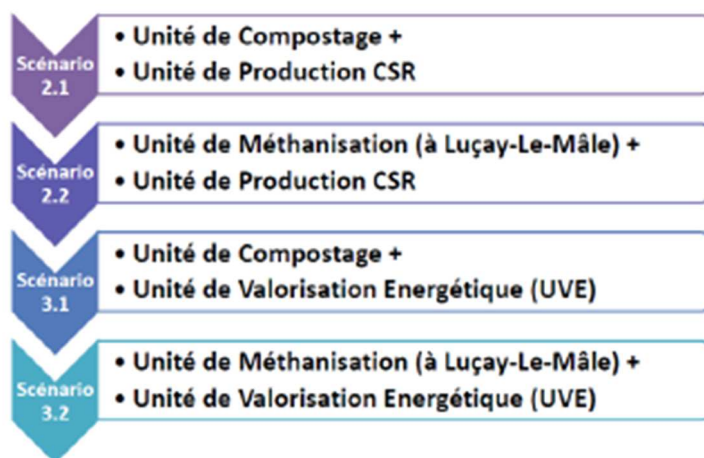 Scénario
2.1
• Unité de Compostage +
• Unité de Production CSR
Scénario
2.2
• Unité de Méthanisation (à Luçay-Le-Mâle) +
• Unité de Production CSR
Scénario
3.1
• Unité de Compostage +
• Unité de Valorisation Energétique (UVE)
Scénario
3.2
• Unité de Méthanisation (à Luçay-Le-Mâle) +
• Unité de Valorisation Energétique (UVE)